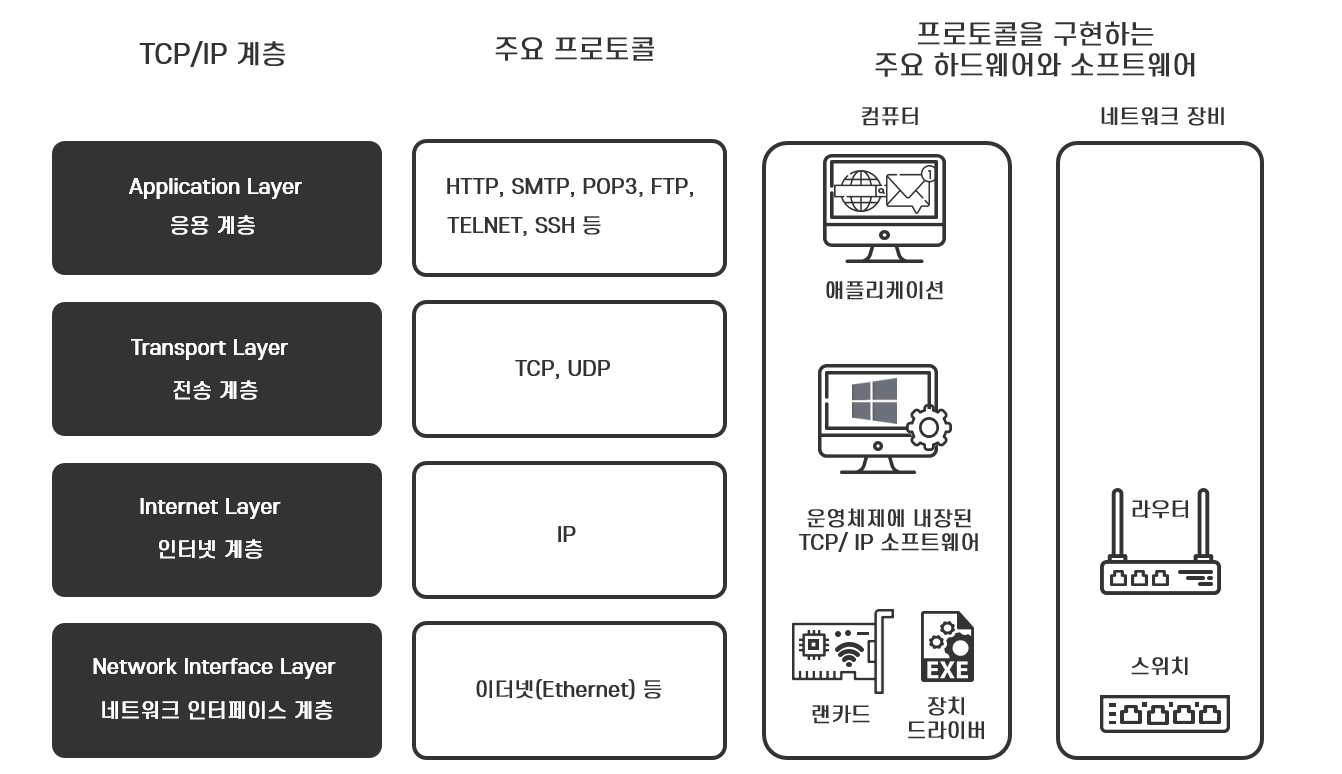 TCP/IP 계층
주요 프로토콜
프로토콜을 구현하는
주요 하드웨어와 소프트웨어
컴퓨터
네트워크 장비
Application Layer
응용 계층
HTTP, SMTP, POP3, FTP,
TELNET, SSH 등
1
애플리케이션
Transport Layer
전송 계층
TCP, UDP
Internet Layer
인터넷 계층
IP
운영체제에 내장된
TCP/ IP 소프트웨어
라우터
Network Interface Layer
네트워크 인터페이스 계층
이더넷(Ethernet) 등
EXE
랜카드
장치
드라이버
스위치